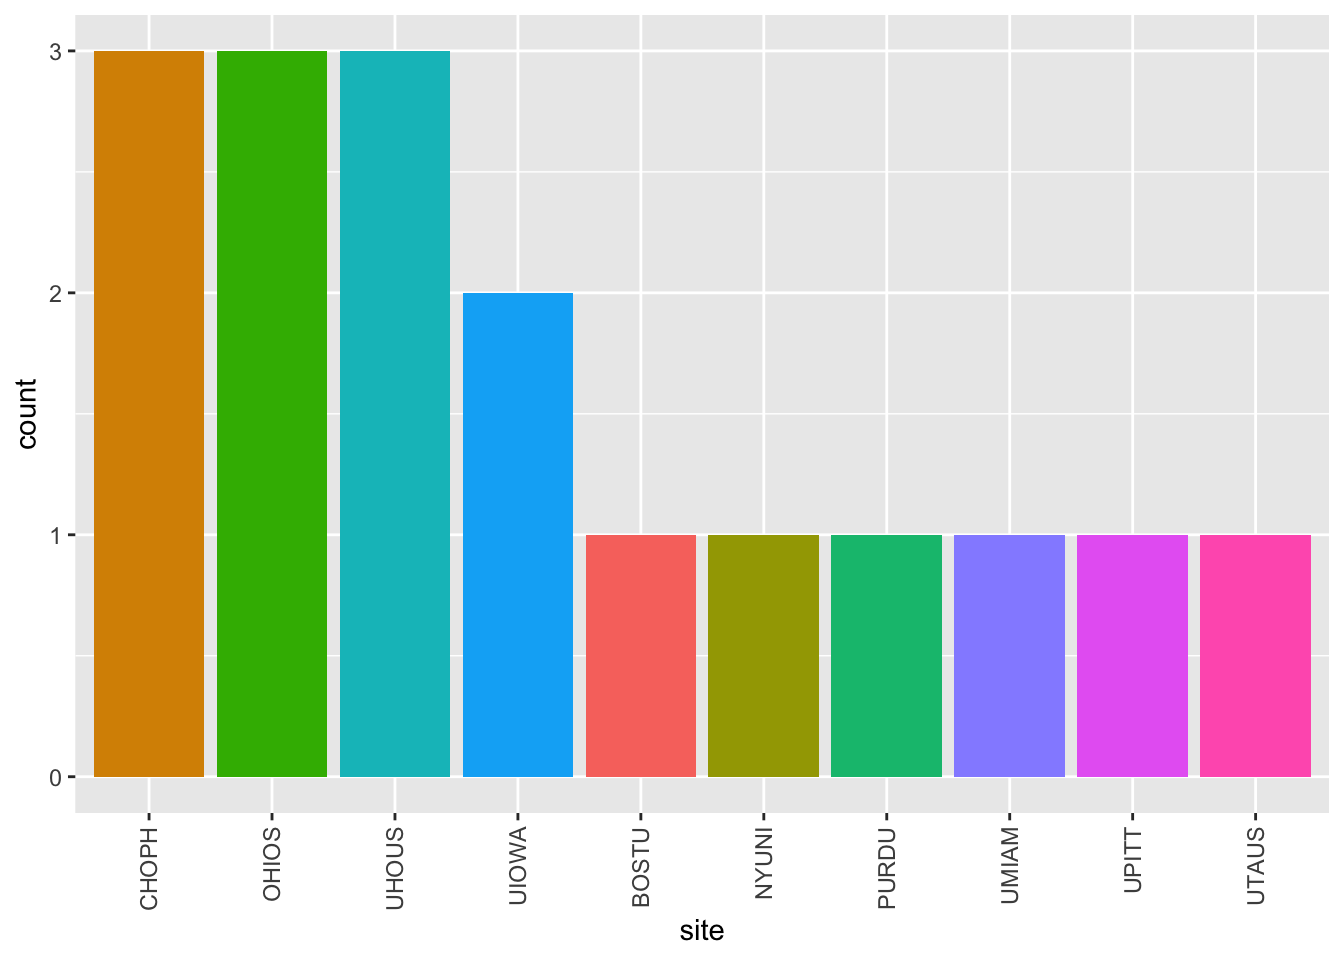 3
2
1
0
count
CHOPH
OHIOS
UHOUS
UIOWA
BOSTU
NYUNI
PURDU
UMIAM
UPITT
UTAUS
site